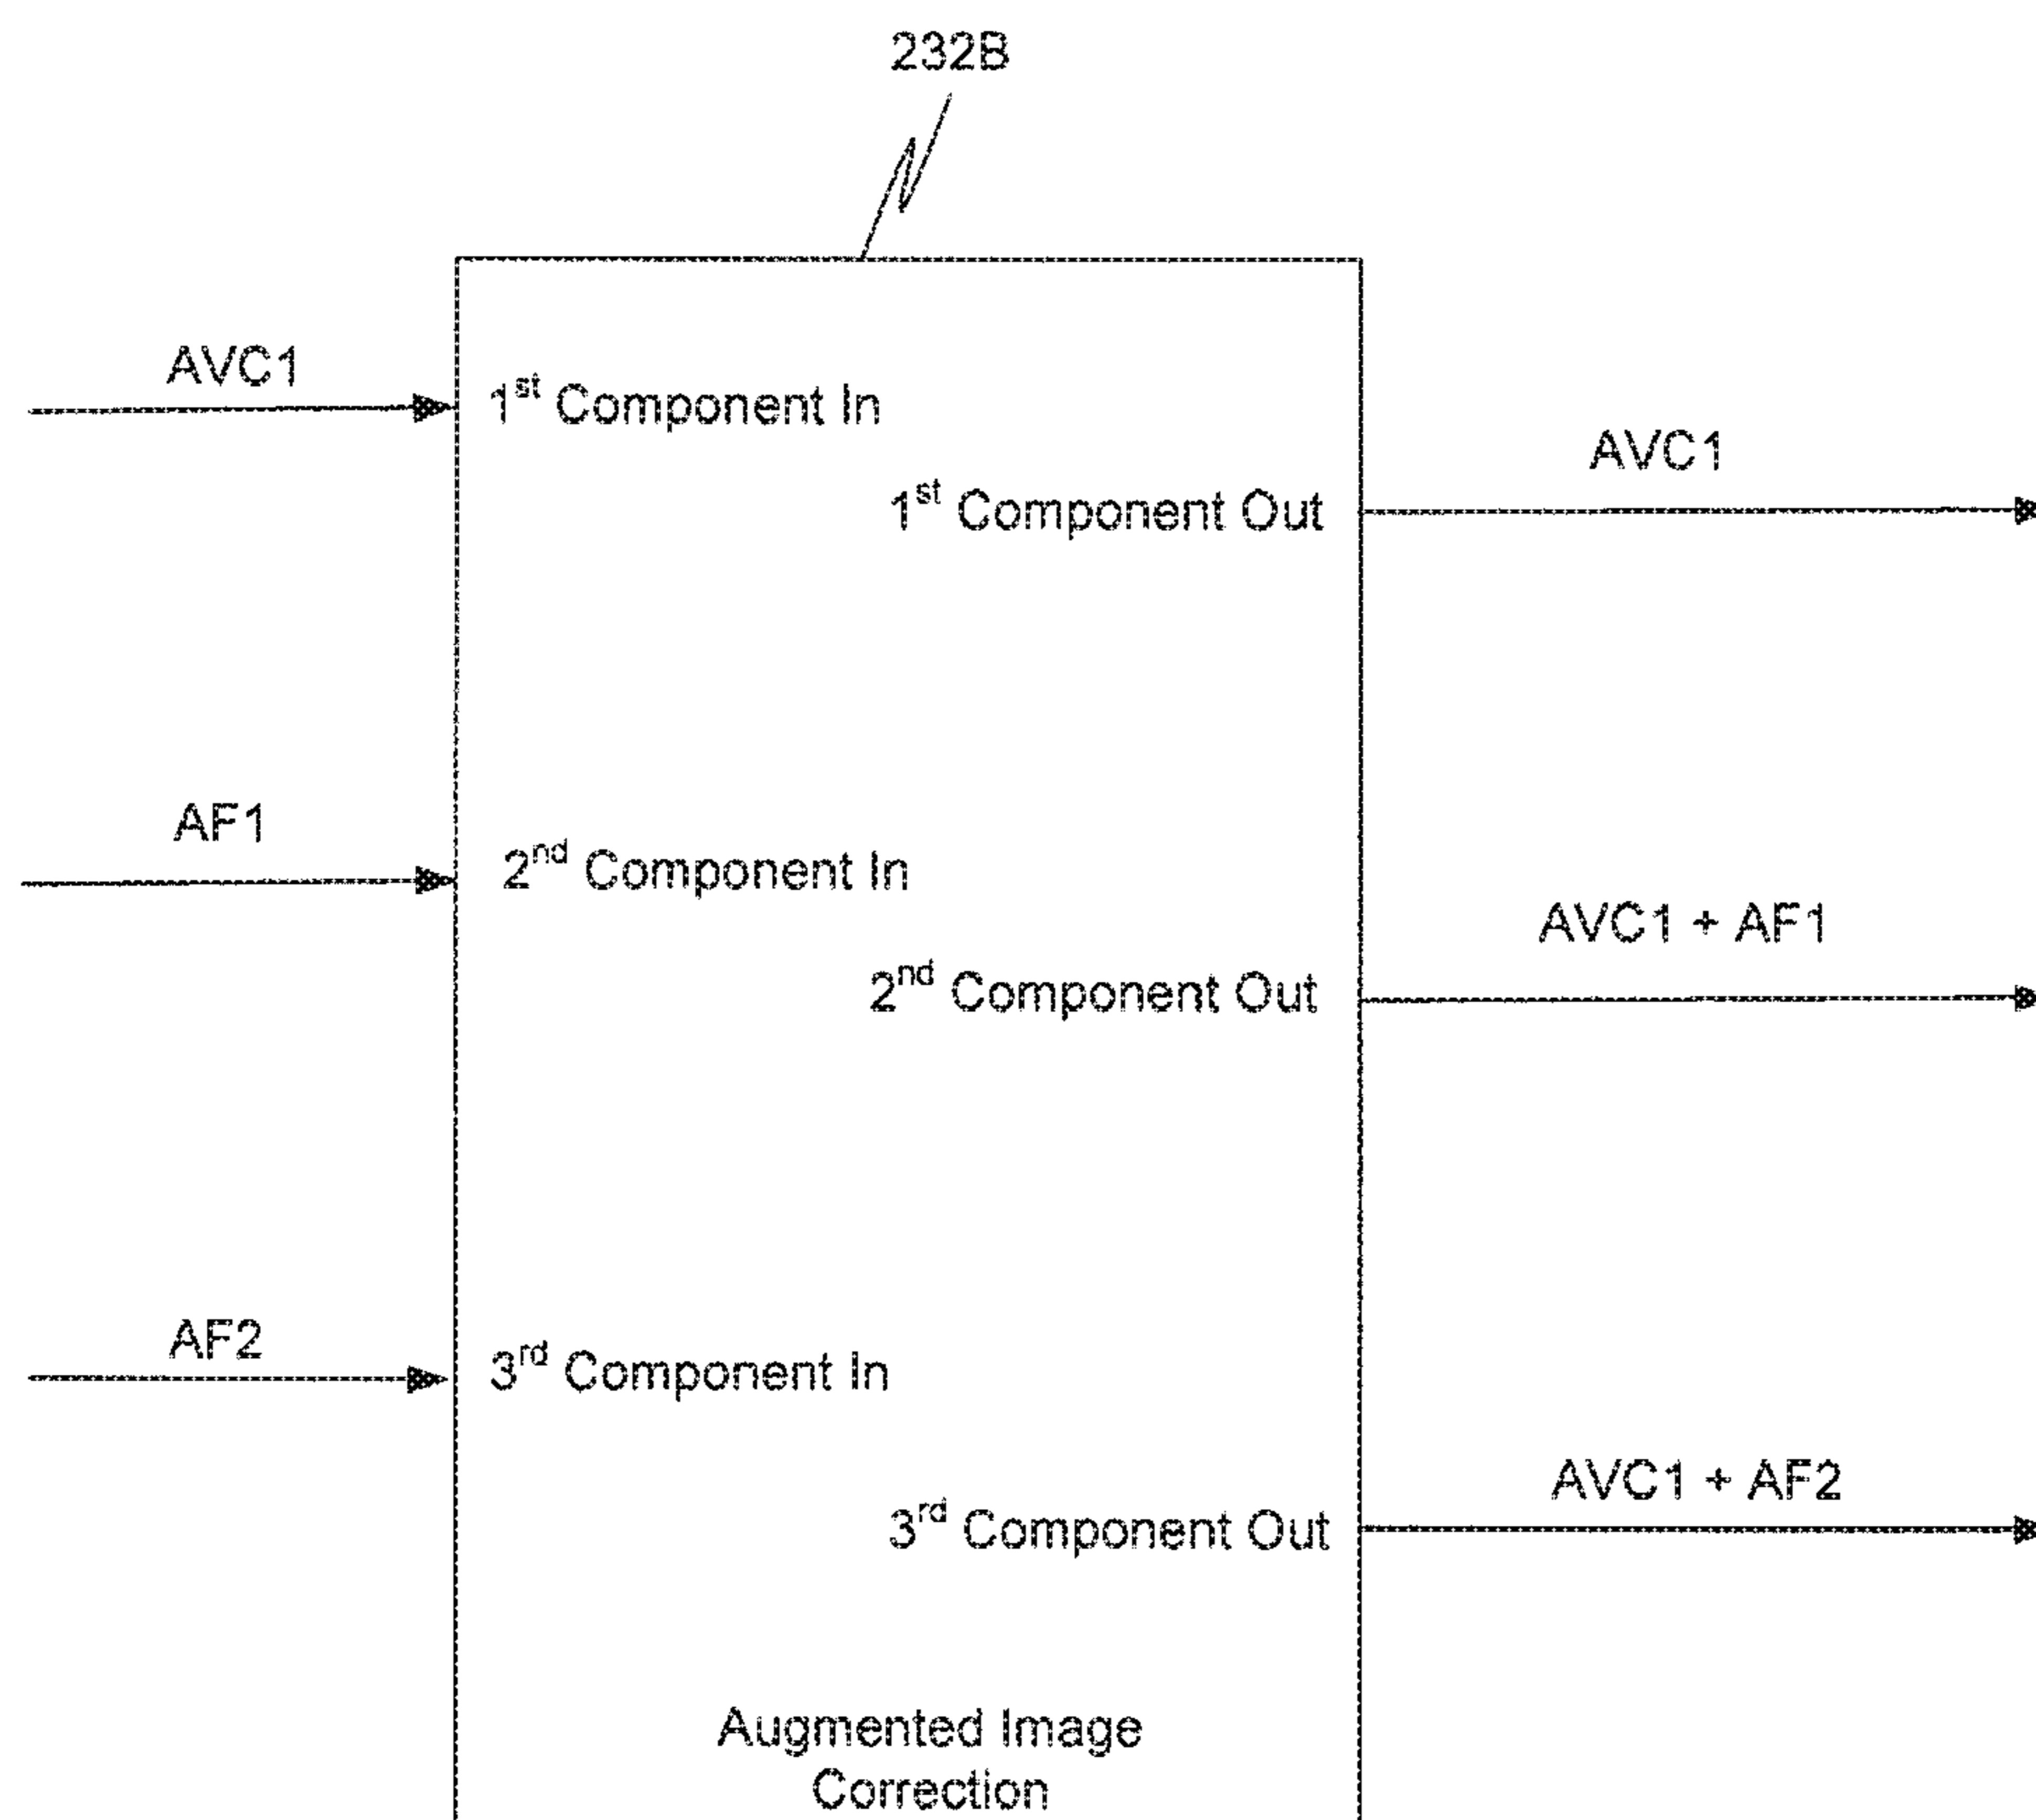 232B
AVC1
1st Component In
AVC1
1st Component Out
AF1
2nd Component In
AVC1 + AF1
2nd Component Out
AF2
3rd Component In
AVC1 + AF2
3rd Component Out
Augmented Image
Correction